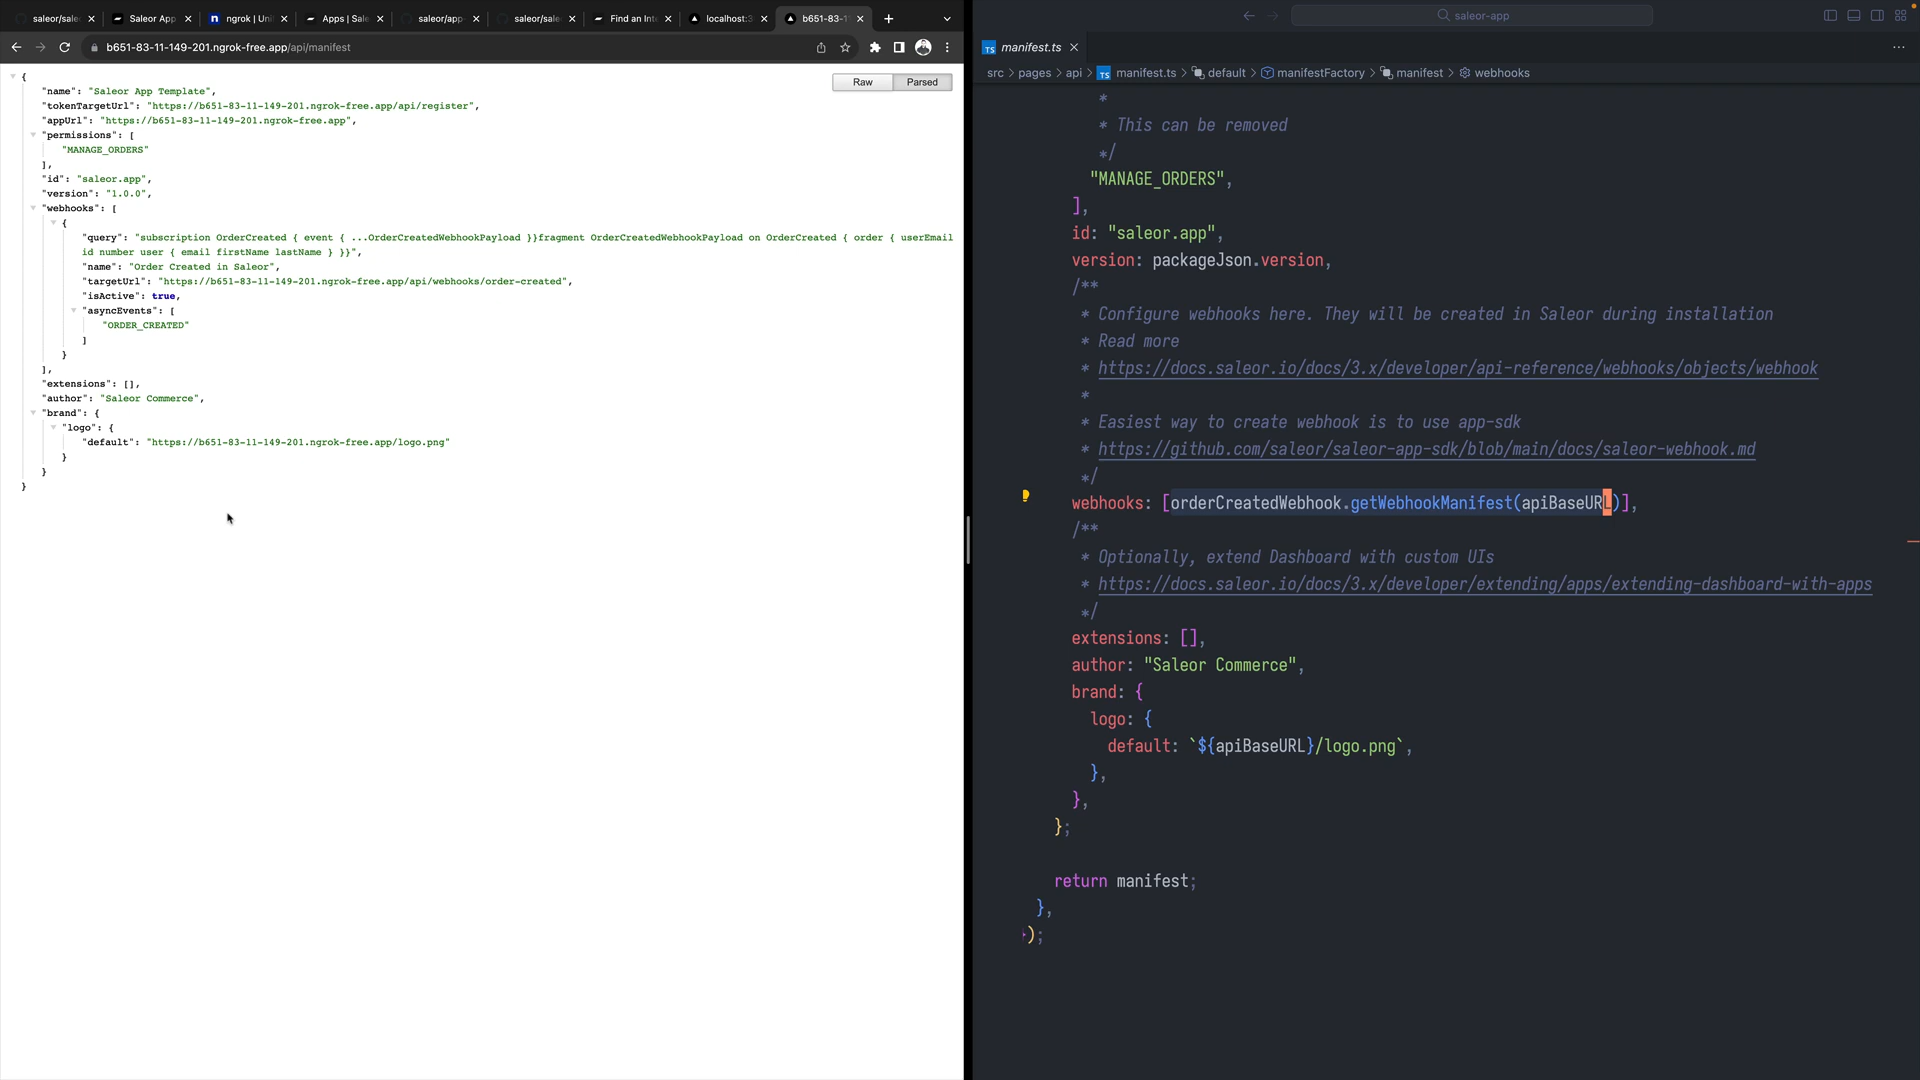 saleor/sale
Saleor App
ngrok | Uni
Apps | Sale
saleor/app
saleor/sale
Find an Inte
localhost:3
b651-83-1
b651-83-11-149-201.ngrok-free.app/api/manifest
Raw
Parsed
{
"name": "Saleor App Template",
"tokenTargetUrl": "https://b651-83-11-149-201.ngrok-free.app/api/register",
"appUrl": "https://b651-83-11-149-201.ngrok-free.app",
"permissions": [
"MANAGE_ORDERS"
],
"id": "saleor.app",
"version": "1.0.0",
"webhooks": [
{
"query": "subscription OrderCreated { event { ...OrderCreatedWebhookPayload }}fragment OrderCreatedWebhookPayload on OrderCreated { order { userEmail
id number user { email firstName lastName } }}",
"name": "Order Created in Saleor",
"targetUrl": "https://b651-83-11-149-201.ngrok-free.app/api/webhooks/order-created",
"isActive": true,
"asyncEvents": [
"ORDER_CREATED"
]
}
],
"extensions": [],
"author": "Saleor Commerce",
"brand": {
"logo": {
"default": "https://b651-83-11-149-201.ngrok-free.app/logo.png"
}
}
}
saleor-app
TS manifest.ts
src > pages > api > TS manifest.ts > default > manifestFactory > manifest > webhooks
*
* This can be removed
*/
"MANAGE_ORDERS",
],
id: "saleor.app",
version: packageJson.version,
/**
* Configure webhooks here. They will be created in Saleor during installation
* Read more
* https://docs.saleor.io/docs/3.x/developer/api-reference/webhooks/objects/webhook
*
* Easiest way to create webhook is to use app-sdk
* https://github.com/saleor/saleor-app-sdk/blob/main/docs/saleor-webhook.md
*/
webhooks: [orderCreatedWebhook.getWebhookManifest(apiBaseURL)],
/**
* Optionally, extend Dashboard with custom UIs
* https://docs.saleor.io/docs/3.x/developer/extending/apps/extending-dashboard-with-apps
*/
extensions: [],
author: "Saleor Commerce",
brand: {
logo: {
default: `${apiBaseURL}/logo.png`,
},
},
};
return manifest;
},
});